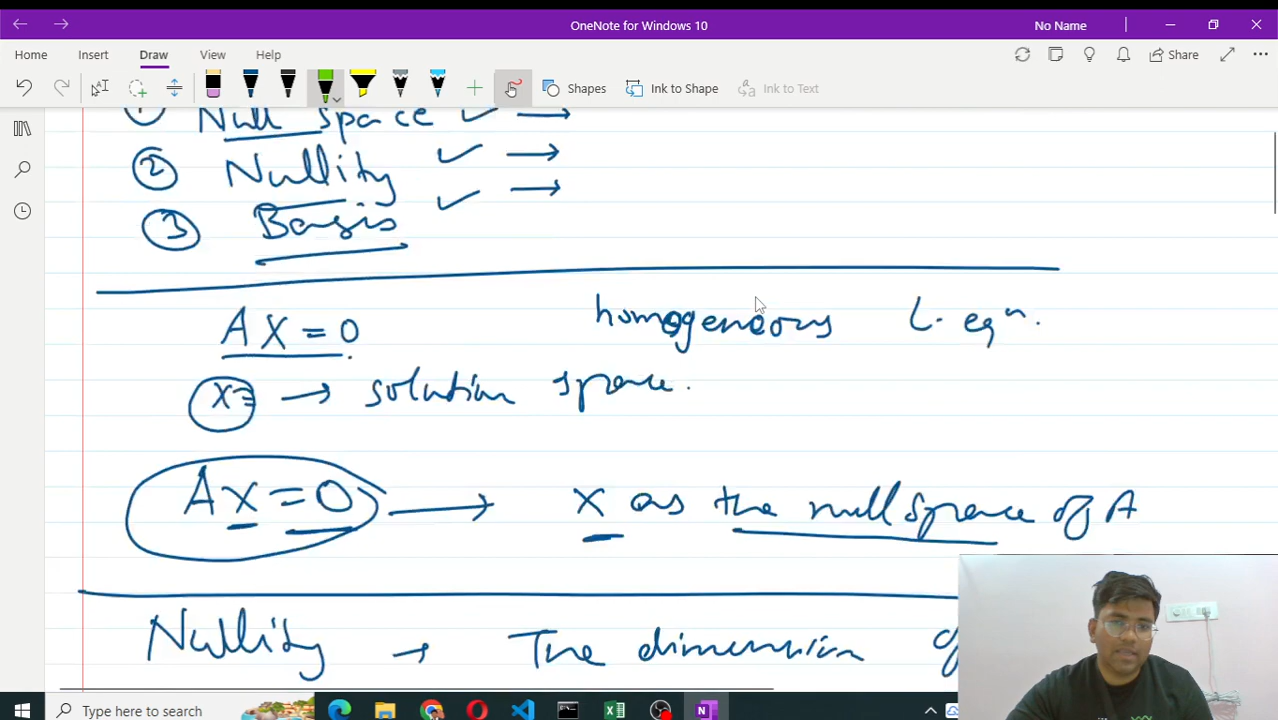 OneNote for Windows 10
No Name
Home Insert Draw View Help
Share
Shapes Ink to Shape Ink to Text
1 Null space ✓ →
2 Nullity ✓ →
3 Basis ✓ →
AX = 0 homogeneous L. eqⁿ.
X= → solution space.
AX = 0 → X as the null space of A
Nullity → The dimension of
Type here to search